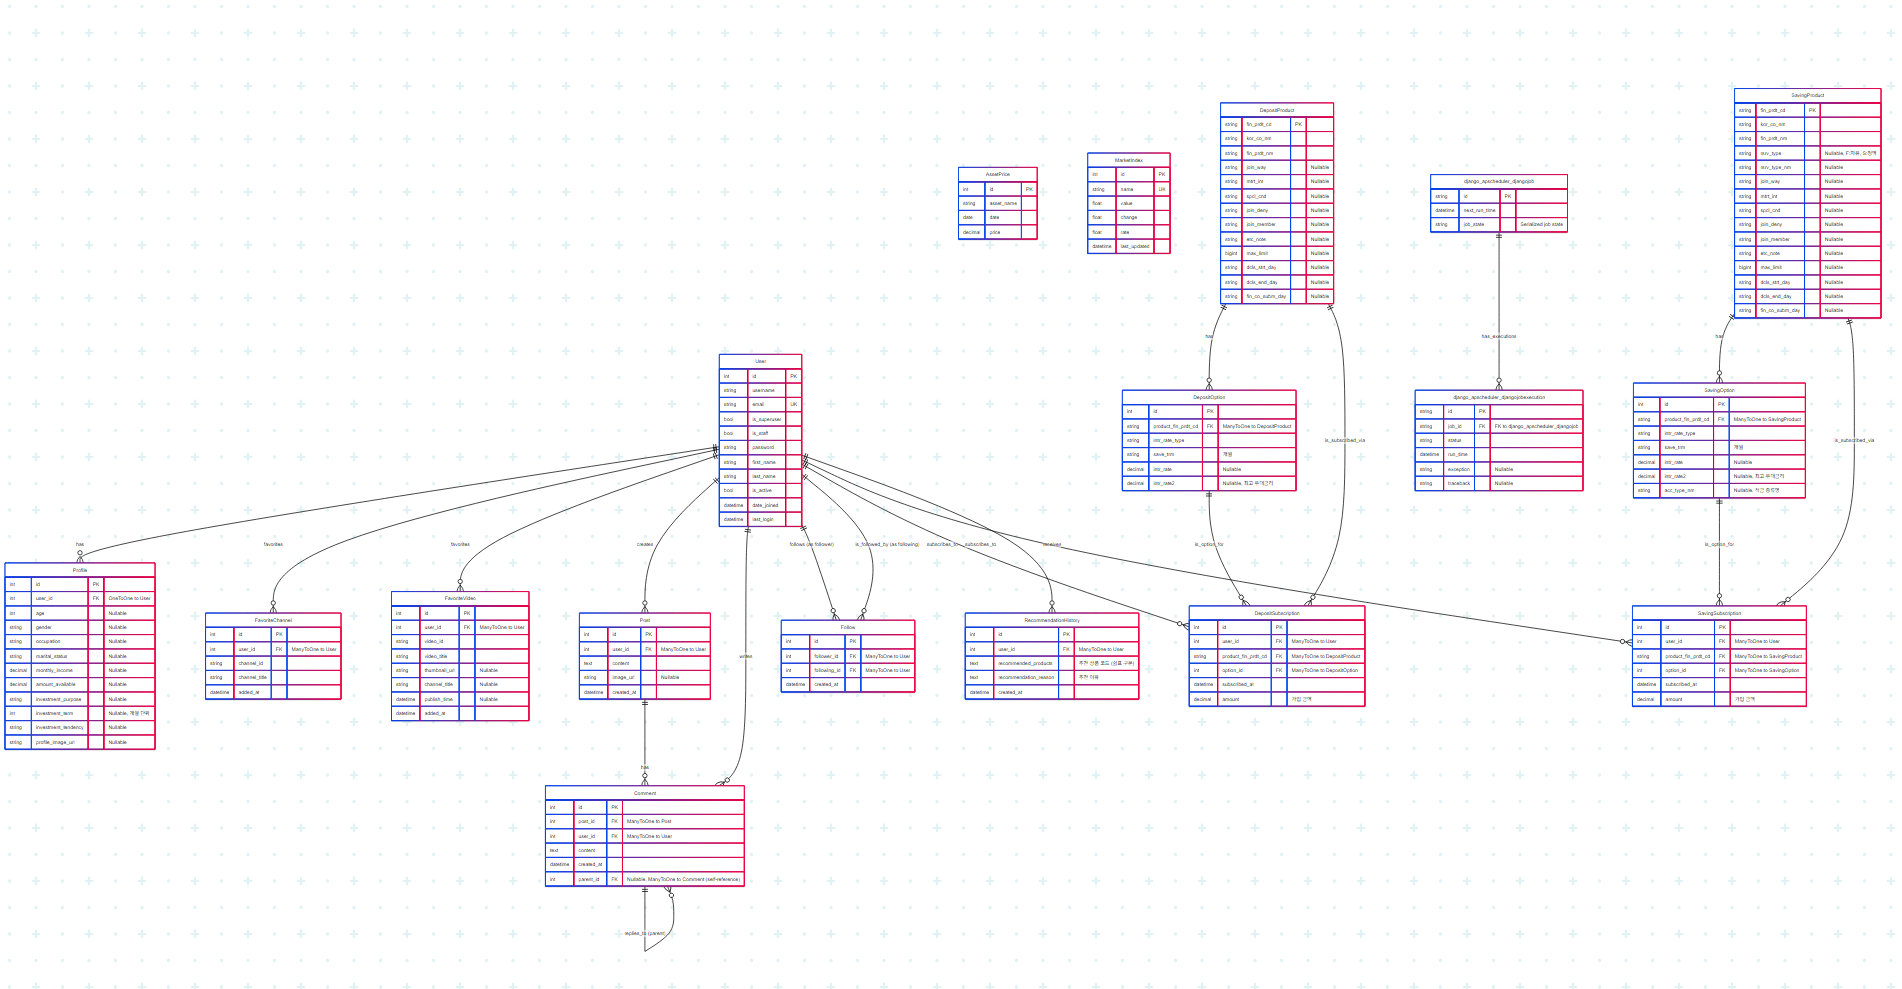 SavingProduct
string fin_prdt_cd PK
string kor_co_nm
string fin_prdt_nm
string rsrv_type Nullable, F:자유, S:정액
string rsrv_type_nm Nullable
string join_way Nullable
string mtrt_int Nullable
string spcl_cnd Nullable
string join_deny Nullable
string join_member Nullable
string etc_note Nullable
bigint max_limit Nullable
string dcls_strt_day Nullable
string dcls_end_day Nullable
string fin_co_subm_day Nullable
DepositProduct
string fin_prdt_cd PK
string kor_co_nm
string fin_prdt_nm
string join_way Nullable
string mtrt_int Nullable
string spcl_cnd Nullable
string join_deny Nullable
string join_member Nullable
string etc_note Nullable
bigint max_limit Nullable
string dcls_strt_day Nullable
string dcls_end_day Nullable
string fin_co_subm_day Nullable
MarketIndex
int id PK
string name UK
float value
float change
float rate
datetime last_updated
AssetPrice
int id PK
string asset_name
date date
decimal price
django_apscheduler_djangojob
string id PK
datetime next_run_time
string job_state Serialized job state
has
has_executions
has
User
int id PK
string username
string email UK
bool is_superuser
bool is_staff
string password
string first_name
string last_name
bool is_active
datetime date_joined
datetime last_login
DepositOption
int id PK
string product_fin_prdt_cd FK ManyToOne to DepositProduct
string intr_rate_type
string save_trm 개월
decimal intr_rate Nullable
decimal intr_rate2 Nullable, 최고 우대금리
django_apscheduler_djangojobexecution
string id PK
string job_id FK FK to django_apscheduler_djangojob
string status
datetime run_time
string exception Nullable
string traceback Nullable
SavingOption
int id PK
string product_fin_prdt_cd FK ManyToOne to SavingProduct
string intr_rate_type
string save_trm 개월
decimal intr_rate Nullable
decimal intr_rate2 Nullable, 최고 우대금리
string acc_type_nm Nullable, 적금 종류명
is_subscribed_via
is_subscribed_via
has
favorites
favorites
creates
follows (as follower)
is_followed_by (as following)
subscribes_to
subscribes_to
receives
is_option_for
is_option_for
Profile
int id PK
int user_id FK OneToOne to User
int age Nullable
string gender Nullable
string occupation Nullable
string marital_status Nullable
decimal monthly_income Nullable
decimal amount_available Nullable
string investment_purpose Nullable
int investment_term Nullable, 개월 단위
string investment_tendency Nullable
string profile_image_url Nullable
FavoriteChannel
int id PK
int user_id FK ManyToOne to User
string channel_id
string channel_title
datetime added_at
FavoriteVideo
int id PK
int user_id FK ManyToOne to User
string video_id
string video_title
string thumbnail_url Nullable
string channel_title Nullable
datetime publish_time Nullable
datetime added_at
Post
int id PK
int user_id FK ManyToOne to User
text content
string image_url Nullable
datetime created_at
Follow
int id PK
int follower_id FK ManyToOne to User
int following_id FK ManyToOne to User
datetime created_at
RecommendationHistory
int id PK
int user_id FK ManyToOne to User
text recommended_products 추천 상품 코드 (쉼표 구분)
text recommendation_reason 추천 이유
datetime created_at
DepositSubscription
int id PK
int user_id FK ManyToOne to User
string product_fin_prdt_cd FK ManyToOne to DepositProduct
int option_id FK ManyToOne to DepositOption
datetime subscribed_at
decimal amount 가입 금액
SavingSubscription
int id PK
int user_id FK ManyToOne to User
string product_fin_prdt_cd FK ManyToOne to SavingProduct
int option_id FK ManyToOne to SavingOption
datetime subscribed_at
decimal amount 가입 금액
writes
has
Comment
int id PK
int post_id FK ManyToOne to Post
int user_id FK ManyToOne to User
text content
datetime created_at
int parent_id FK Nullable, ManyToOne to Comment (self-reference)
replies_to (parent)